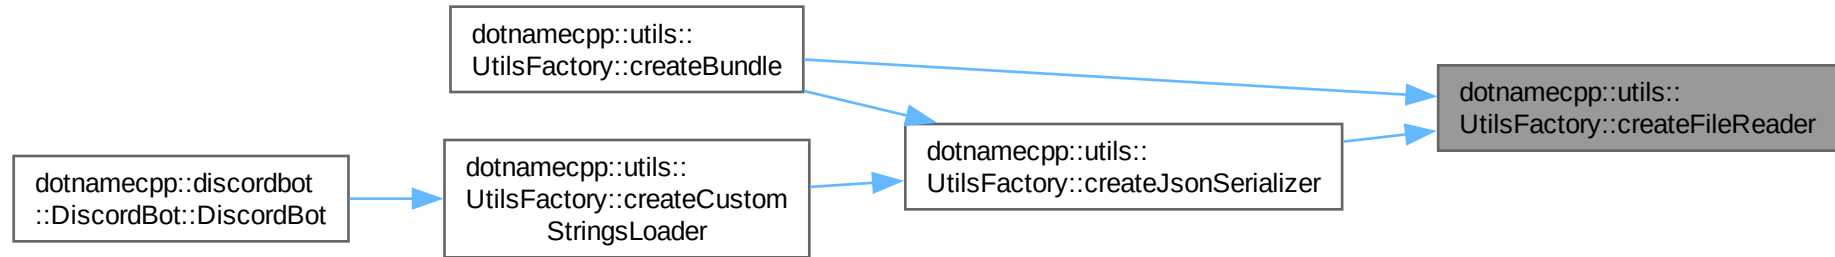 dotnamecpp::utils::
UtilsFactory::createBundle
dotnamecpp::utils::
UtilsFactory::createFileReader
dotnamecpp::utils::
UtilsFactory::createJsonSerializer
dotnamecpp::utils::
UtilsFactory::createCustom
StringsLoader
dotnamecpp::discordbot
::DiscordBot::DiscordBot